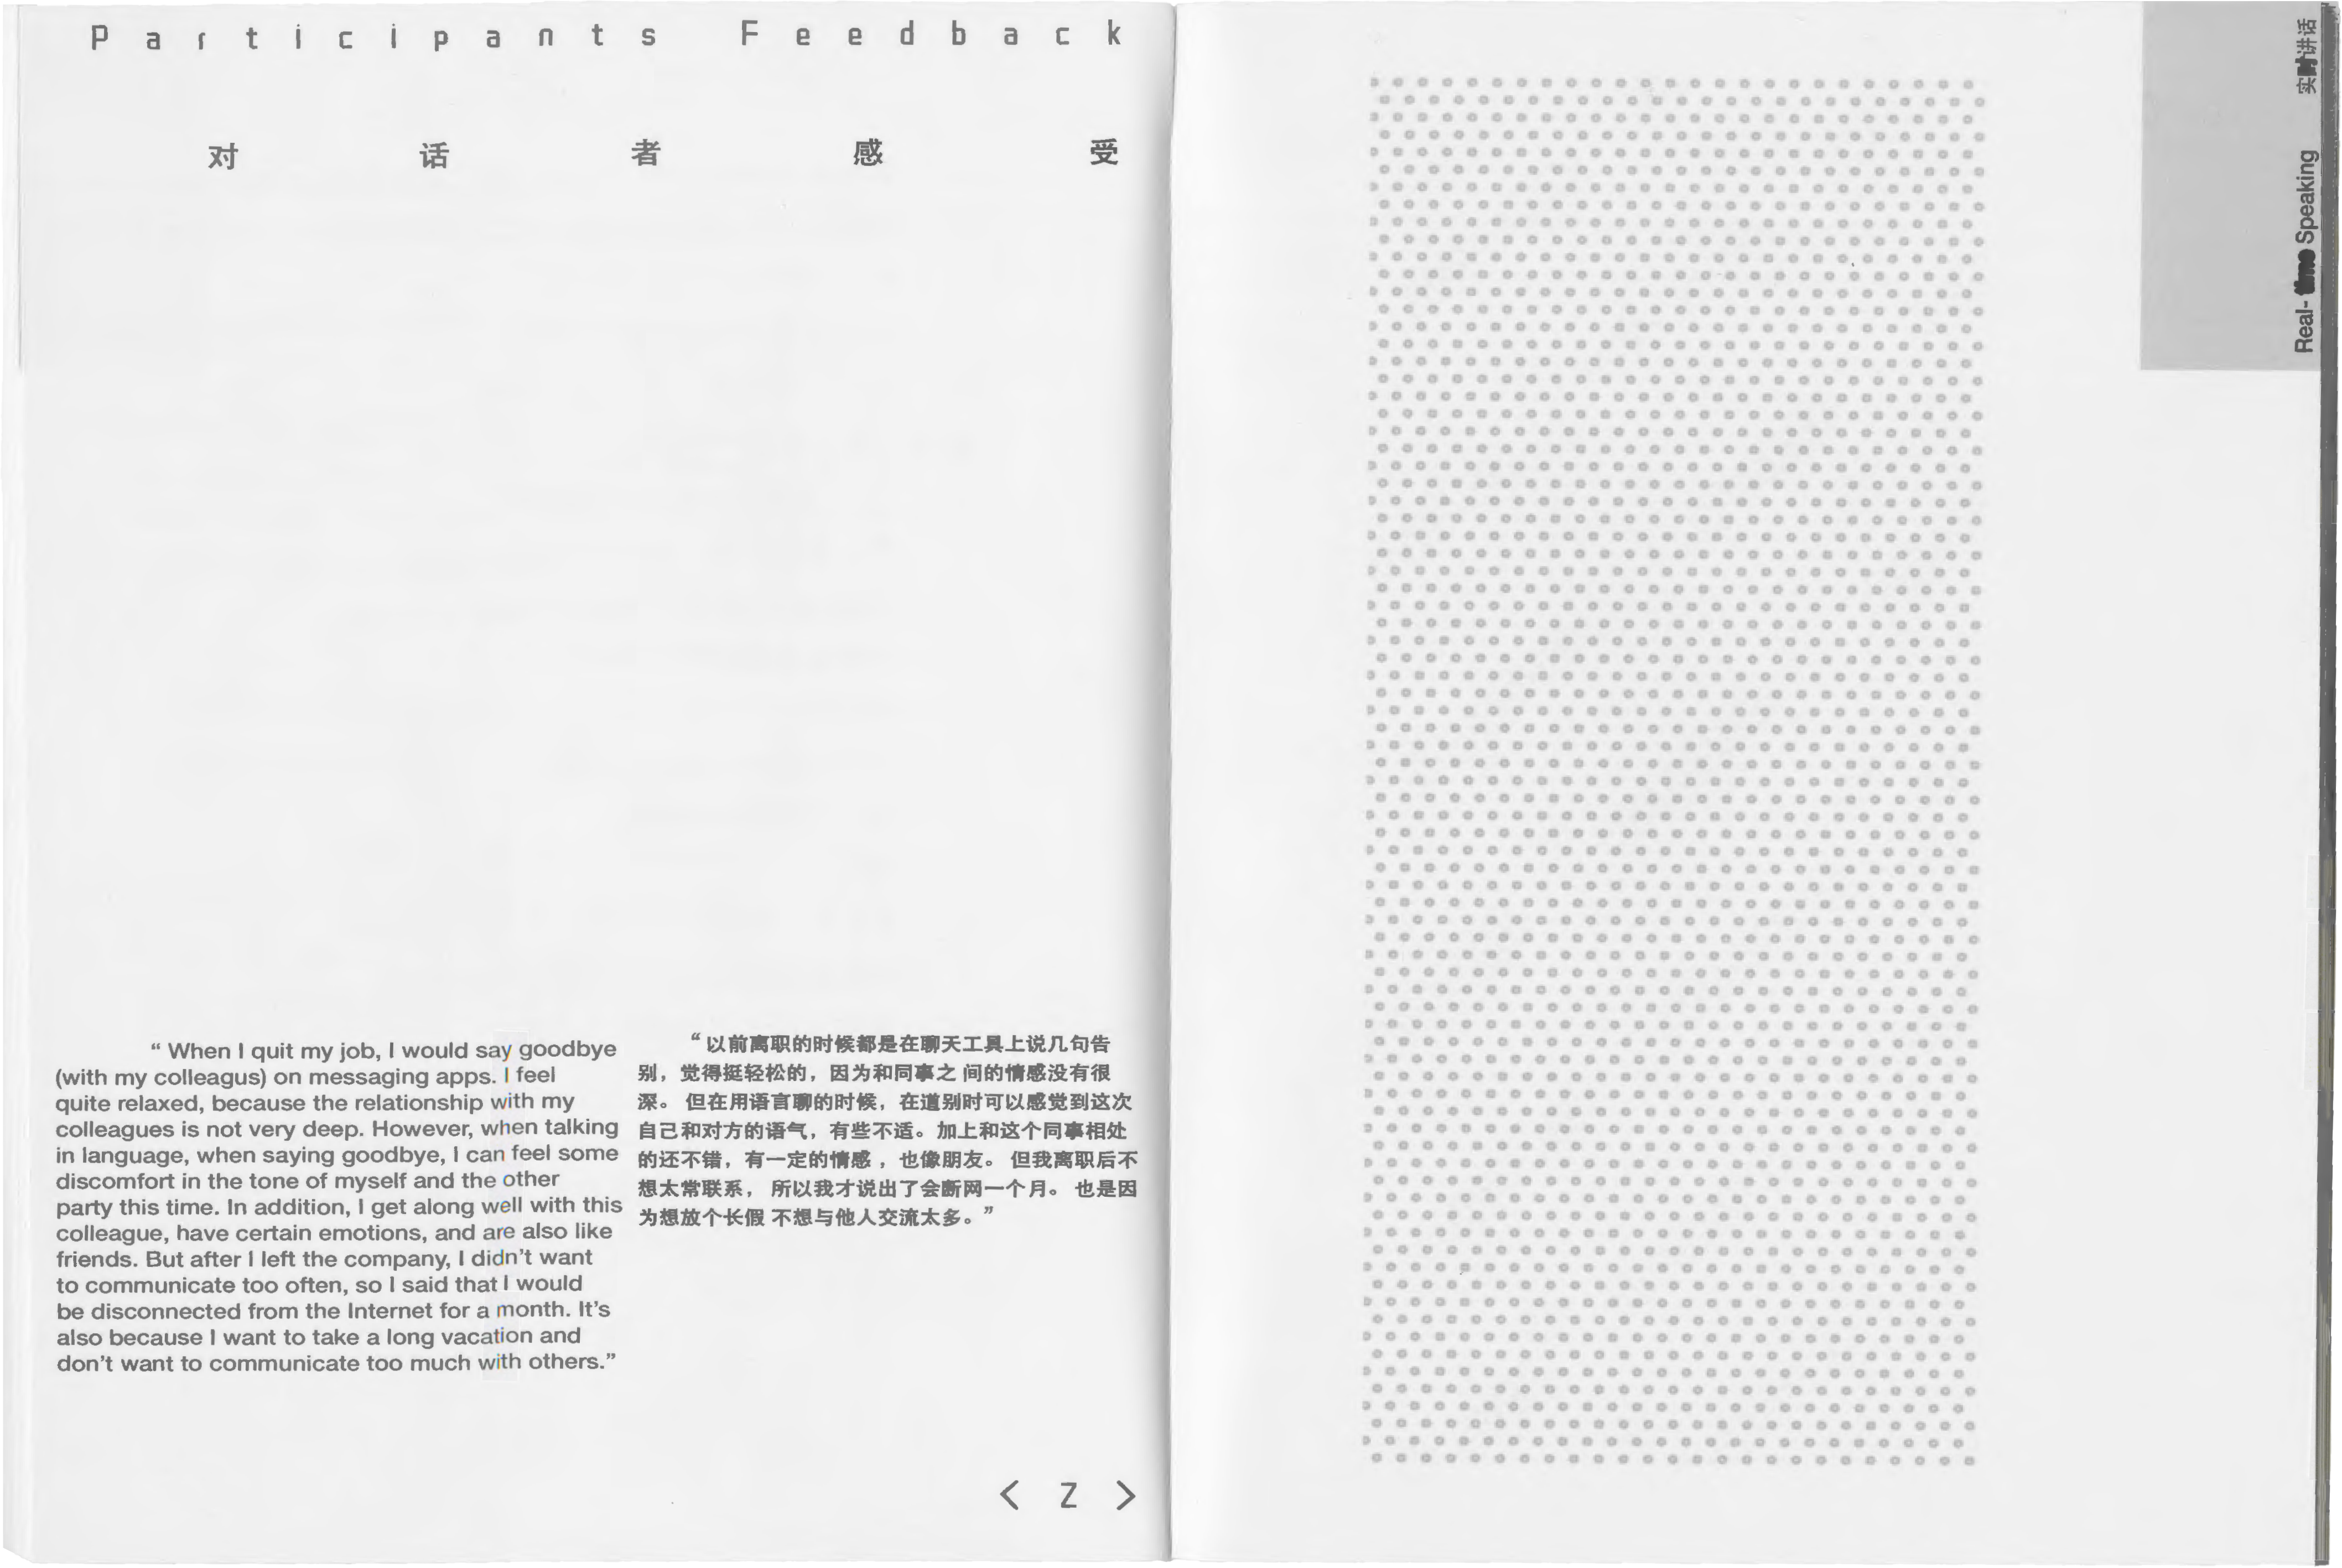 Participants Feedback
对话者感受
“ When I quit my job, I would say goodbye
(with my colleagus) on messaging apps. I feel
quite relaxed, because the relationship with my
colleagues is not very deep. However, when talking
in language, when saying goodbye, I can feel some
discomfort in the tone of myself and the other
party this time. In addition, I get along well with this
colleague, have certain emotions, and are also like
friends. But after I left the company, I didn’t want
to communicate too often, so I said that I would
be disconnected from the Internet for a month. It’s
also because I want to take a long vacation and
don’t want to communicate too much with others.”
“ 以前离职的时候都是在聊天工具上说几句告
别，觉得挺轻松的，因为和同事之 间的情感没有很
深。 但在用语言聊的时候，在道别时可以感觉到这次
自己和对方的语气，有些不适。加上和这个同事相处
的还不错，有一定的情感 ，也像朋友。 但我离职后不
想太常联系， 所以我才说出了会断网一个月。 也是因
为想放个长假 不想与他人交流太多。”
< Z >
实时讲话
Real- time Speaking